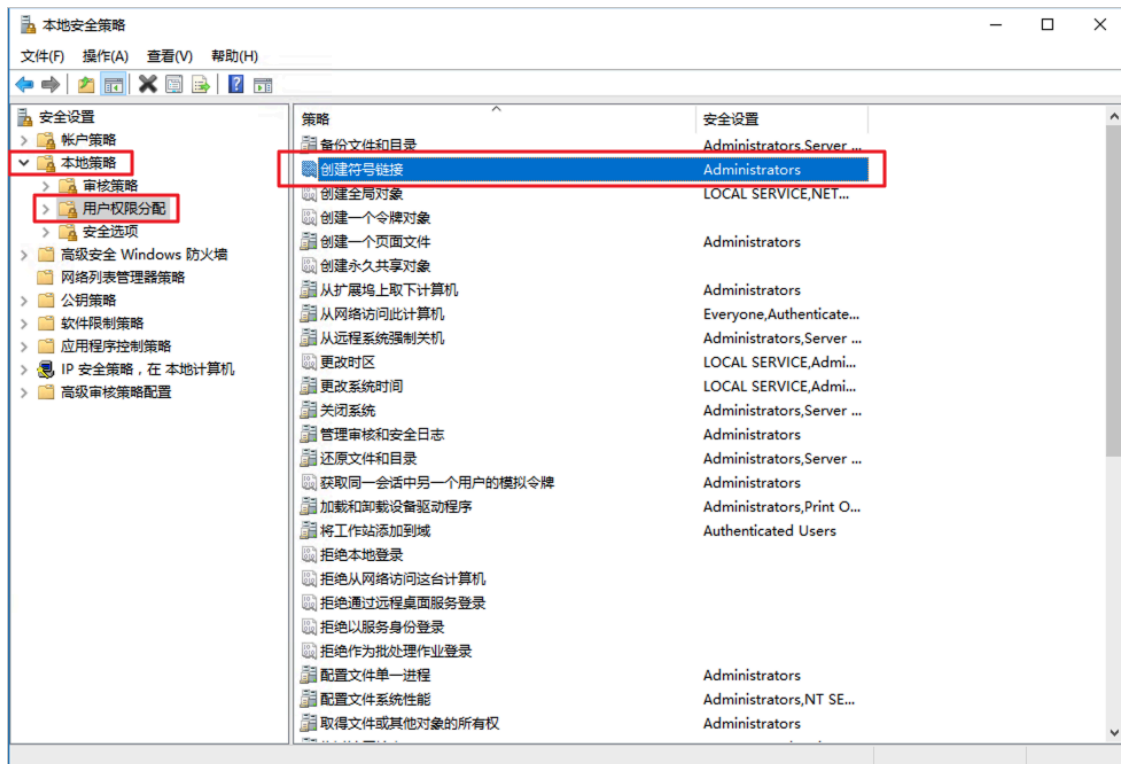 本地安全策略
文件(F) 操作(A) 查看(V) 帮助(H)
安全设置
帐户策略
本地策略
审核策略
用户权限分配
安全选项
高级安全 Windows 防火墙
网络列表管理器策略
公钥策略
软件限制策略
应用程序控制策略
IP 安全策略，在 本地计算机
高级审核策略配置
策略 安全设置
备份文件和目录 Administrators,Server ...
创建符号链接 Administrators
创建全局对象 LOCAL SERVICE,NET...
创建一个令牌对象
创建一个页面文件 Administrators
创建永久共享对象
从扩展坞上取下计算机 Administrators
从网络访问此计算机 Everyone,Authenticate...
从远程系统强制关机 Administrators,Server ...
更改时区 LOCAL SERVICE,Admi...
更改系统时间 LOCAL SERVICE,Admi...
关闭系统 Administrators,Server ...
管理审核和安全日志 Administrators
还原文件和目录 Administrators,Server ...
获取同一会话中另一个用户的模拟令牌 Administrators
加载和卸载设备驱动程序 Administrators,Print O...
将工作站添加到域 Authenticated Users
拒绝本地登录
拒绝从网络访问这台计算机
拒绝通过远程桌面服务登录
拒绝以服务身份登录
拒绝作为批处理作业登录
配置文件单一进程 Administrators
配置文件系统性能 Administrators,NT SE...
取得文件或其他对象的所有权 Administrators